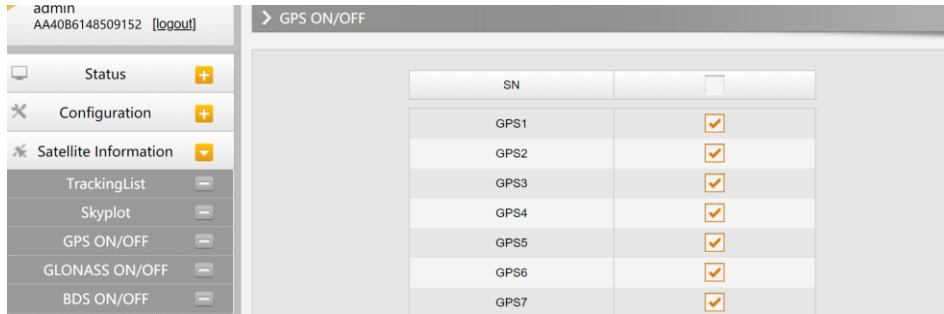 admin
AA40B6148509152 [logout]
GPS ON/OFF
Status
Configuration
Satellite Information
TrackingList
Skyplot
GPS ON/OFF
GLONASS ON/OFF
BDS ON/OFF
SN
GPS1
GPS2
GPS3
GPS4
GPS5
GPS6
GPS7